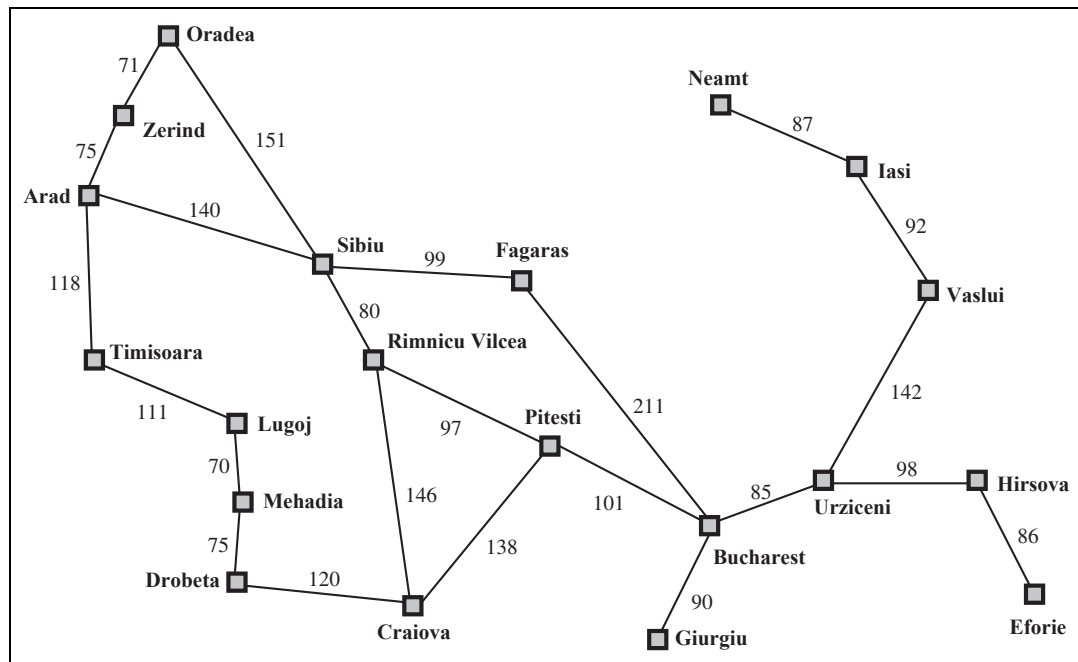 Oradea
71
Neamt
87
Zerind
151
75
Iasi
Arad
140
92
Sibiu
99
Fagaras
118
Vaslui
80
Timisoara
Rimnicu Vilcea
142
111
211
Lugoj
97
Pitesti
70
98
Mehadia
146
101
85
Urziceni
Hirsova
75
138
86
Bucharest
Drobeta
120
90
Craiova
Giurgiu
Eforie